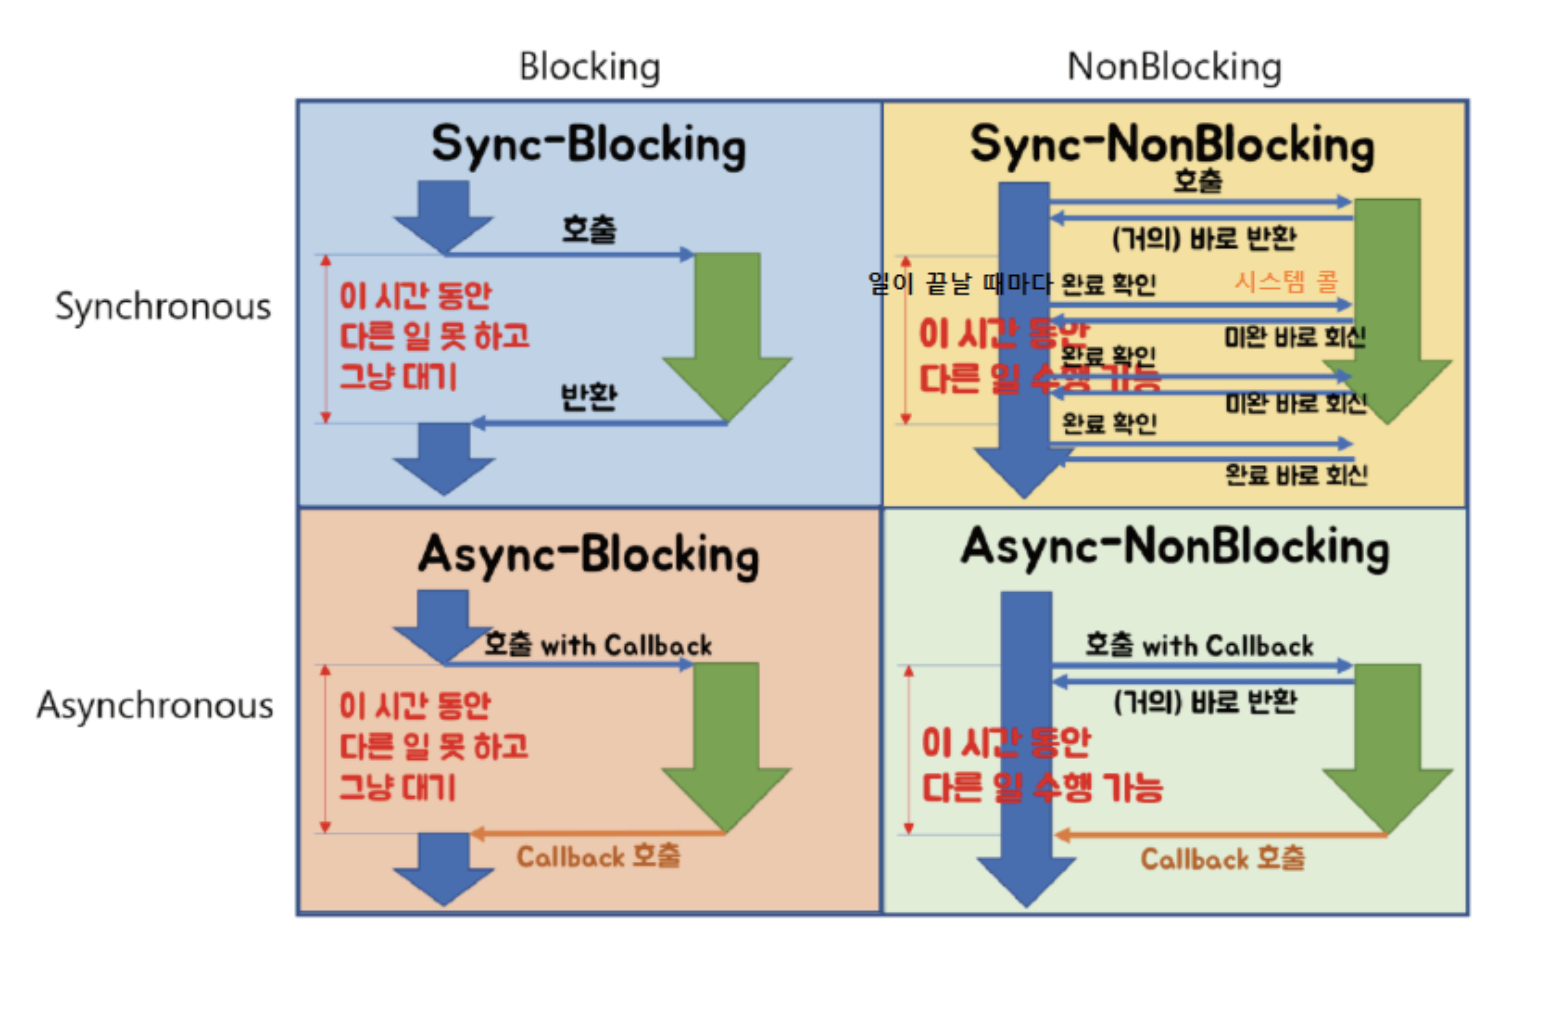 Blocking
NonBlocking
Synchronous
Sync-Blocking
호출
이 시간 동안
다른 일 못 하고
그냥 대기
반환
Sync-NonBlocking
호출
(거의) 바로 반환
일이 끝날 때마다 완료 확인
시스템 콜
이 시간 동안
다른 일 수행 가능
미완 바로 회신
완료 확인
미완 바로 회신
완료 확인
완료 바로 회신
Asynchronous
Async-Blocking
호출 with Callback
이 시간 동안
다른 일 못 하고
그냥 대기
Callback 호출
Async-NonBlocking
호출 with Callback
(거의) 바로 반환
이 시간 동안
다른 일 수행 가능
Callback 호출